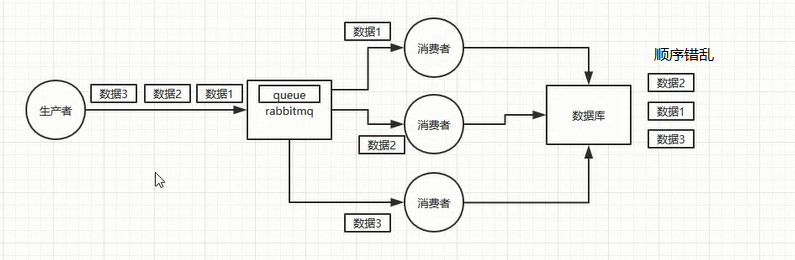 数据1
消费者
顺序错乱
数据3 数据2 数据1
queue
数据2
生产者
rabbitmq
消费者
数据库
数据1
数据2
数据3
消费者
数据3